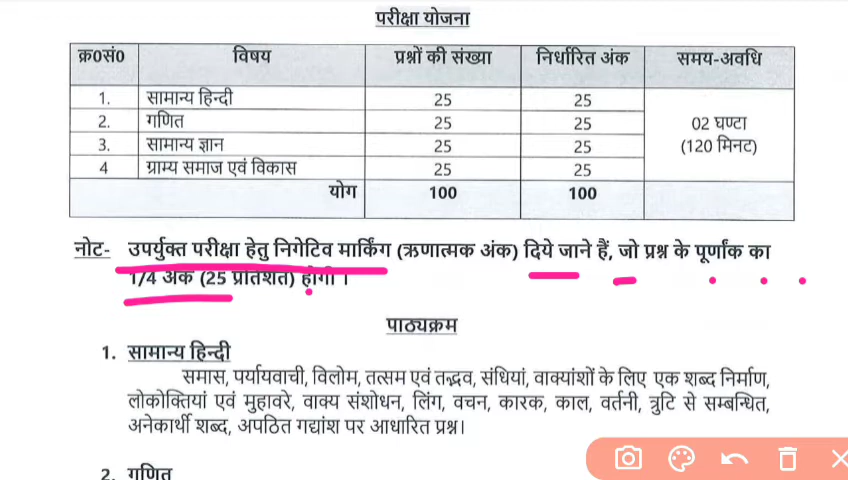 परीक्षा योजना
क्र0सं0 विषय प्रश्नों की संख्या निर्धारित अंक समय-अवधि
1. सामान्य हिन्दी 25 25
2. गणित 25 25 02 घण्टा
3. सामान्य ज्ञान 25 25 (120 मिनट)
4 ग्राम्य समाज एवं विकास 25 25
योग 100 100
नोट- उपर्युक्त परीक्षा हेतु निगेटिव मार्किंग (ऋणात्मक अंक) दिये जाने हैं, जो प्रश्न के पूर्णांक का
1/4 अंक (25 प्रतिशत) होगी ।
पाठ्यक्रम
1. सामान्य हिन्दी
समास, पर्यायवाची, विलोम, तत्सम एवं तद्भव, संधियां, वाक्यांशों के लिए एक शब्द निर्माण,
लोकोक्तियां एवं मुहावरे, वाक्य संशोधन, लिंग, वचन, कारक, काल, वर्तनी, त्रुटि से सम्बन्धित,
अनेकार्थी शब्द, अपठित गद्यांश पर आधारित प्रश्न।
2. गणित